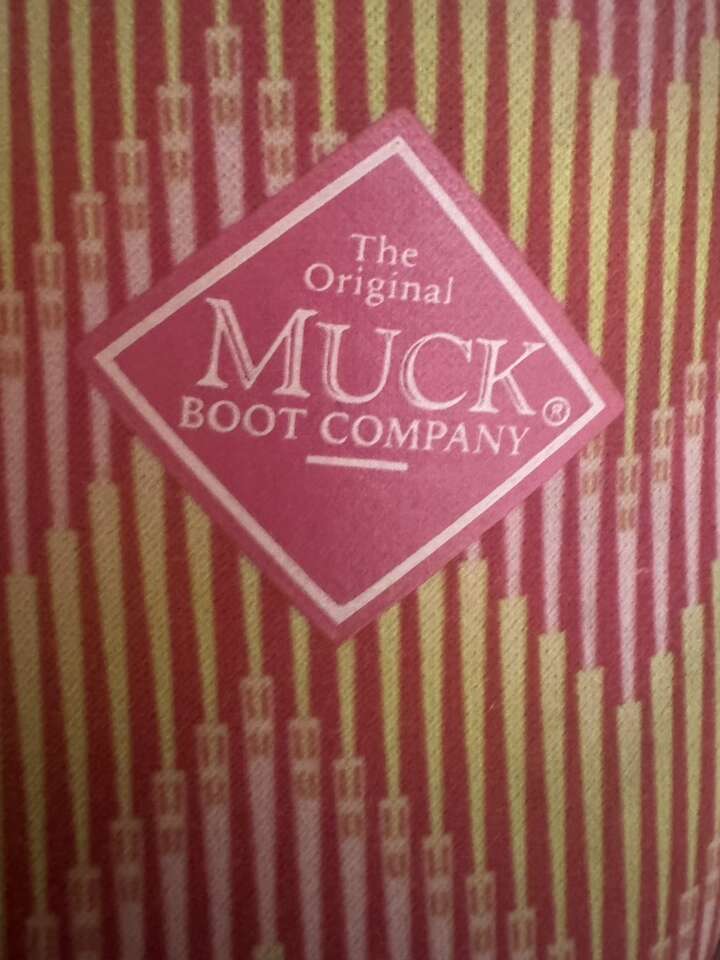 The
Original
MUCK®
BOOT COMPANY